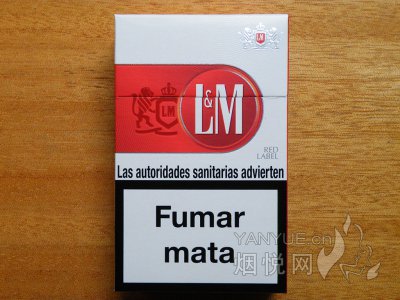 L&M
L&M
L&M
RED
LABEL
Las autoridades sanitarias advierten
Fumar
mata
YANYUE.cn
烟悦网